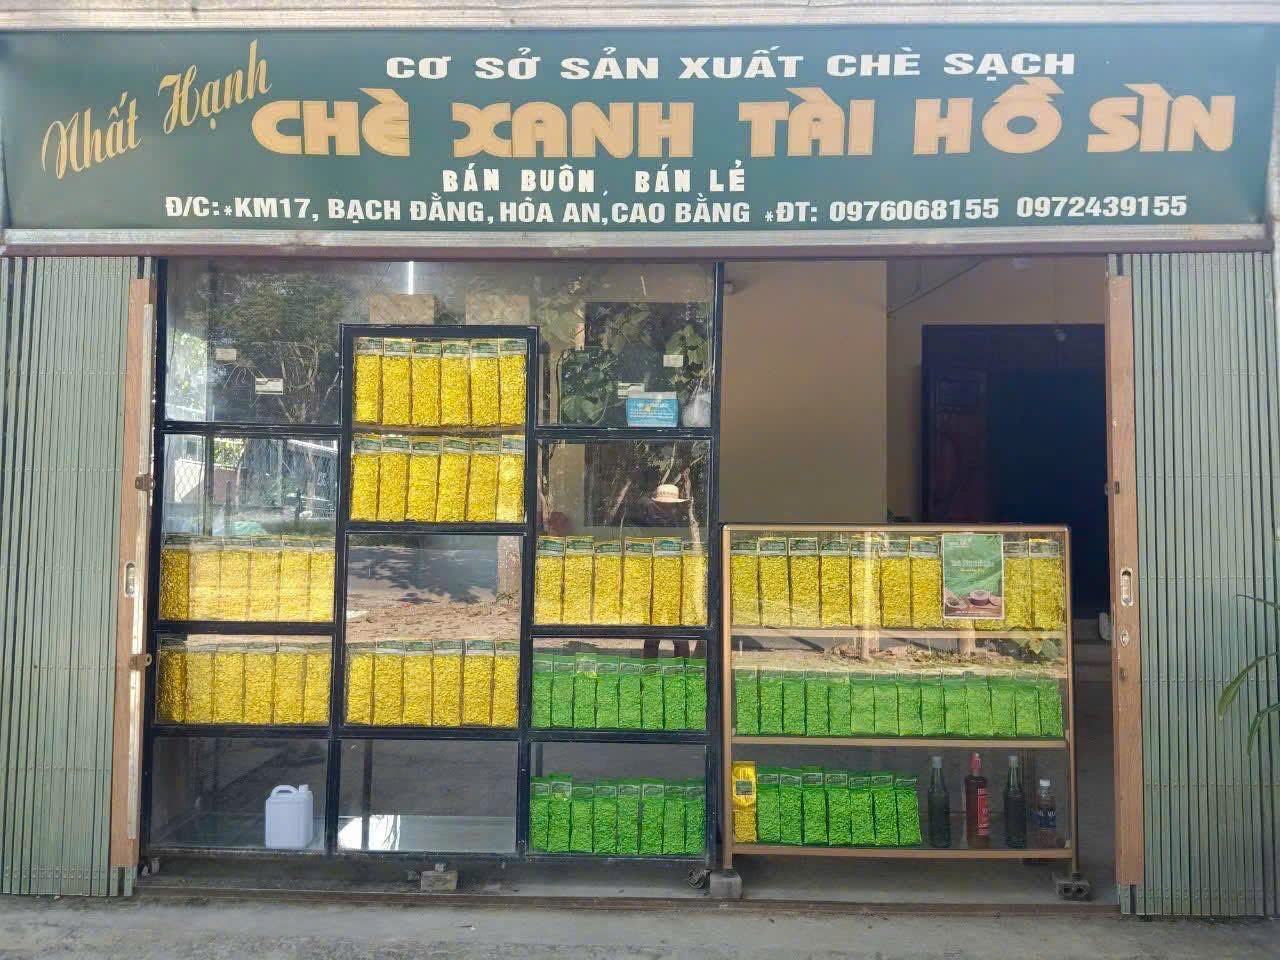 Nhất Hạnh
CƠ SỞ SẢN XUẤT CHÈ SẠCH
CHÈ XANH TÀI HỒ SÌN
BÁN BUÔN, BÁN LẺ
Đ/C:*KM17, BẠCH ĐẰNG, HÒA AN, CAO BẰNG *ĐT: 0976068155 0972439155